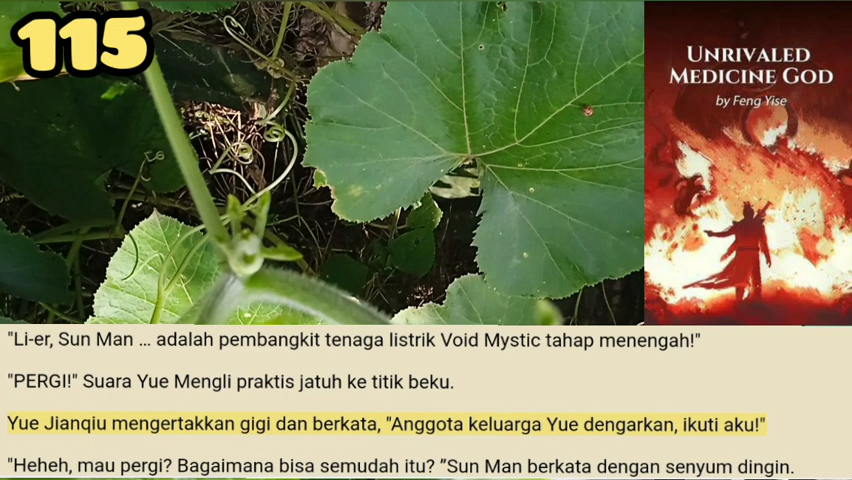 115
UNRIVALED
MEDICINE GOD
by Feng Yise
"Li-er, Sun Man ... adalah pembangkit tenaga listrik Void Mystic tahap menengah!"
"PERGI!" Suara Yue Mengli praktis jatuh ke titik beku.
Yue Jianqiu mengertakkan gigi dan berkata, "Anggota keluarga Yue dengarkan, ikuti aku!"
"Heheh, mau pergi? Bagaimana bisa semudah itu? ”Sun Man berkata dengan senyum dingin.